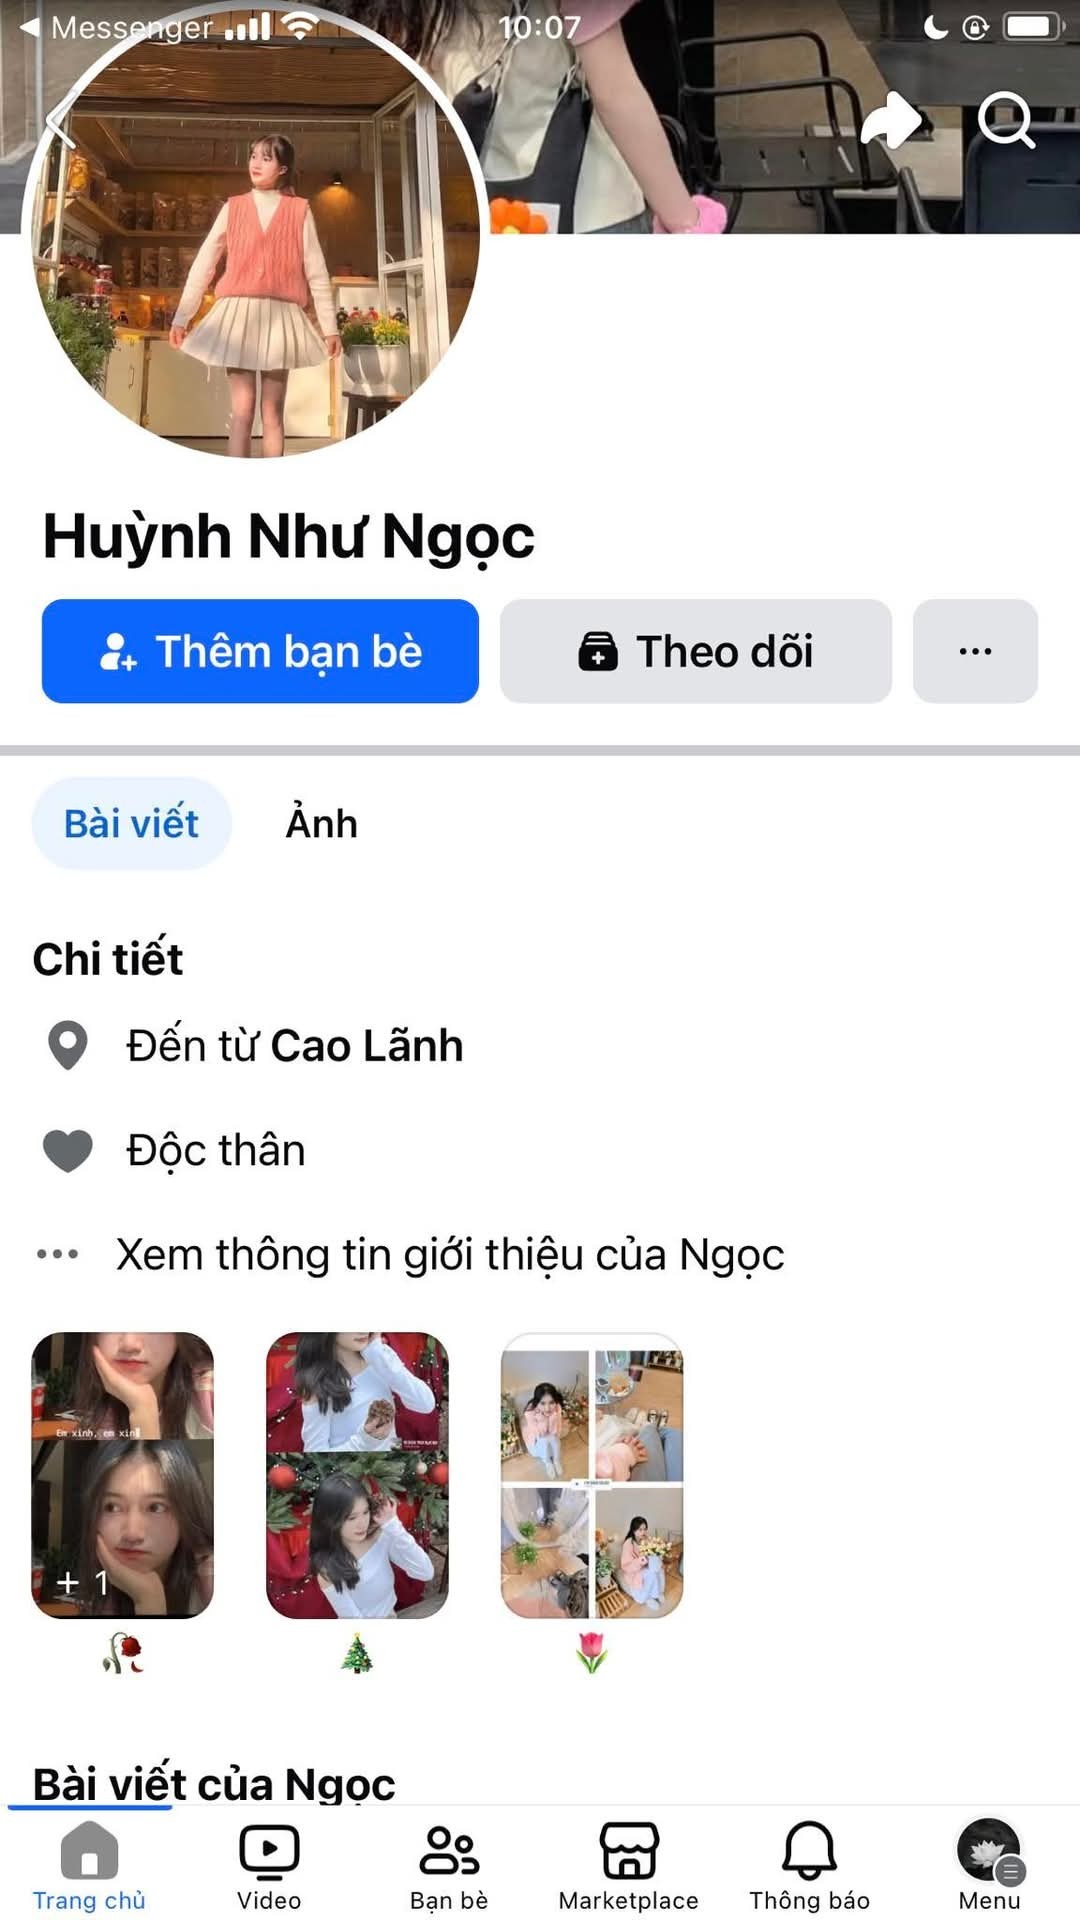 Messenger
10:07
Huỳnh Như Ngọc
Thêm bạn bè
Theo dõi
Bài viết
Ảnh
Chi tiết
Đến từ Cao Lãnh
Độc thân
Xem thông tin giới thiệu của Ngọc
Em xinh, em xin
+ 1
Bài viết của Ngọc
Trang chủ
Video
Bạn bè
Marketplace
Thông báo
Menu